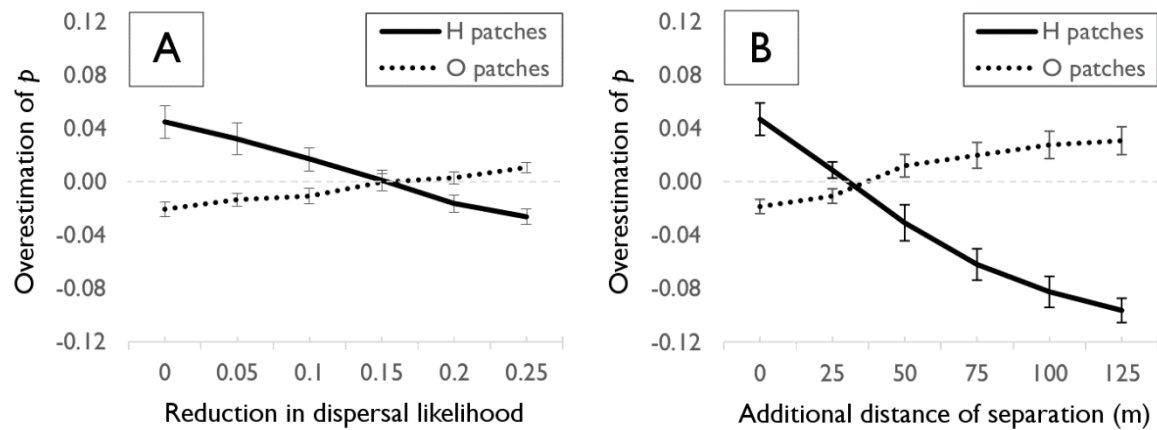 0.12
0.08
0.04
0.00
-0.04
-0.08
-0.12
Overestimation of p
A
H patches
O patches
0 0.05 0.1 0.15 0.2 0.25
Reduction in dispersal likelihood
0.12
0.08
0.04
0.00
-0.04
-0.08
-0.12
Overestimation of p
B
H patches
O patches
0 25 50 75 100 125
Additional distance of separation (m)